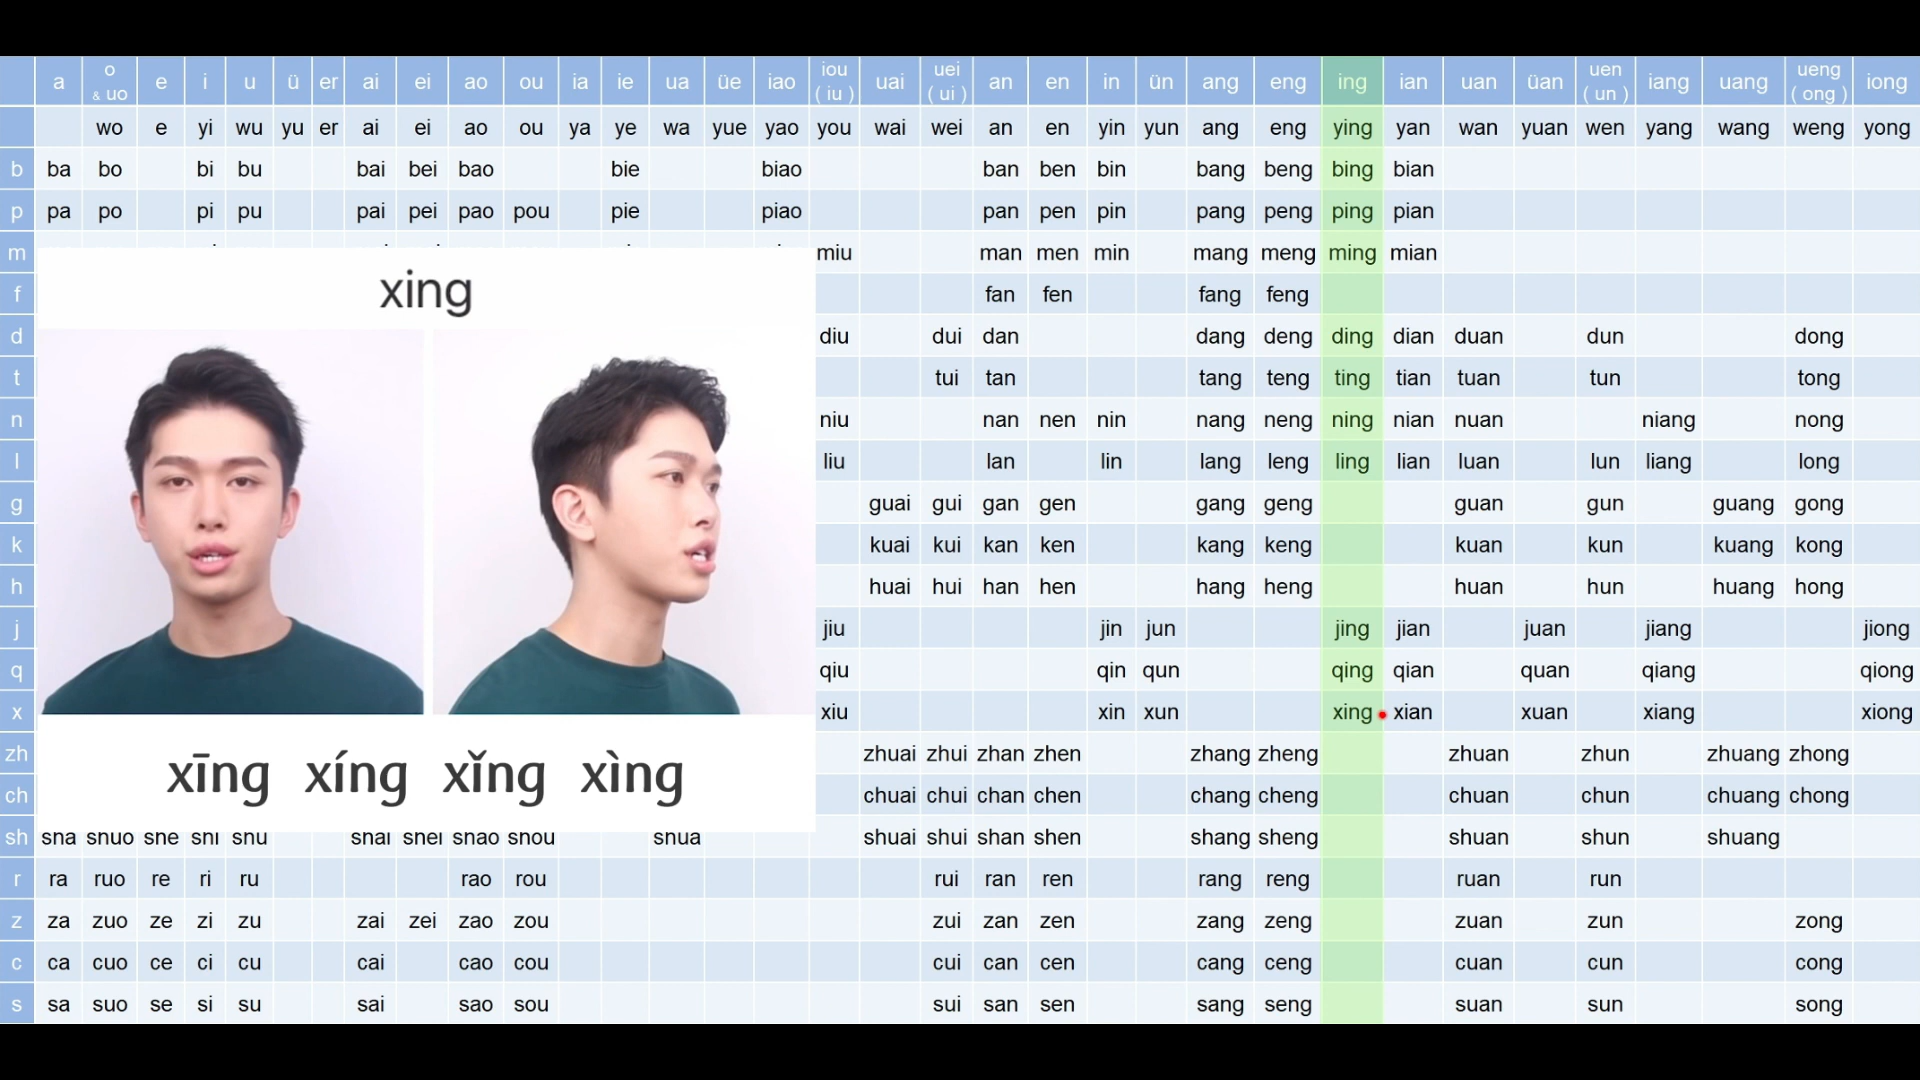 a o & uo e i u ü er ai ei ao ou ia ie ua üe iao iou ( iu ) uai uei ( ui ) an en in ün ang eng ing ian uan üan uen ( un ) iang uang ueng ( ong ) iong
wo e yi wu yu er ai ei ao ou ya ye wa yue yao you wai wei an en yin yun ang eng ying yan wan yuan wen yang wang weng yong
b ba bo bi bu bai bei bao bie biao ban ben bin bang beng bing bian
p pa po pi pu pai pei pao pou pie piao pan pen pin pang peng ping pian
m miu man men min mang meng ming mian
f fan fen fang feng
d diu dui dan dang deng ding dian duan dun dong
t tui tan tang teng ting tian tuan tun tong
n niu nan nen nin nang neng ning nian nuan niang nong
l liu lan lin lang leng ling lian luan lun liang long
g guai gui gan gen gang geng guan gun guang gong
k kuai kui kan ken kang keng kuan kun kuang kong
h huai hui han hen hang heng huan hun huang hong
j jiu jin jun jing jian juan jiang jiong
q qiu qin qun qing qian quan qiang qiong
x xiu xin xun xing xian xuan xiang xiong
zh zhuai zhui zhan zhen zhang zheng zhuan zhun zhuang zhong
ch chuai chui chan chen chang cheng chuan chun chuang chong
sh sha shuo she shi shu shai shei shao shou shua shuai shui shan shen shang sheng shuan shun shuang
r ra ruo re ri ru rao rou rui ran ren rang reng ruan run
z za zuo ze zi zu zai zei zao zou zui zan zen zang zeng zuan zun zong
c ca cuo ce ci cu cai cao cou cui can cen cang ceng cuan cun cong
s sa suo se si su sai sao sou sui san sen sang seng suan sun song
xing
xīng xíng xǐng xìng